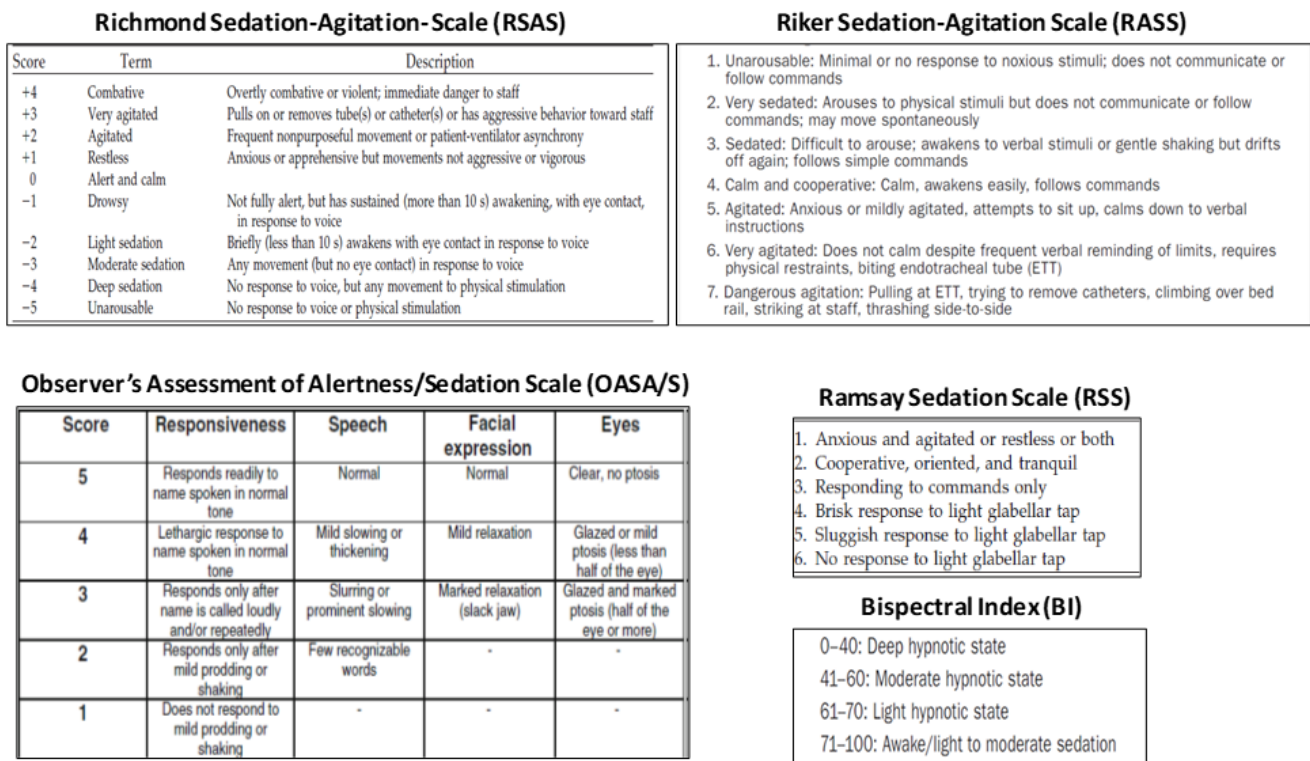 Richmond Sedation-Agitation-Scale (RSAS)
Score Term Description
+4 Combative Overtly combative or violent; immediate danger to staff
+3 Very agitated Pulls on or removes tube(s) or catheter(s) or has aggressive behavior toward staff
+2 Agitated Frequent nonpurposeful movement or patient-ventilator asynchrony
+1 Restless Anxious or apprehensive but movements not aggressive or vigorous
0 Alert and calm
−1 Drowsy Not fully alert, but has sustained (more than 10 s) awakening, with eye contact,
in response to voice
−2 Light sedation Briefly (less than 10 s) awakens with eye contact in response to voice
−3 Moderate sedation Any movement (but no eye contact) in response to voice
−4 Deep sedation No response to voice, but any movement to physical stimulation
−5 Unarousable No response to voice or physical stimulation
Riker Sedation-Agitation Scale (RASS)
1. Unarousable: Minimal or no response to noxious stimuli; does not communicate or
follow commands
2. Very sedated: Arouses to physical stimuli but does not communicate or follow
commands; may move spontaneously
3. Sedated: Difficult to arouse; awakens to verbal stimuli or gentle shaking but drifts
off again; follows simple commands
4. Calm and cooperative: Calm, awakens easily, follows commands
5. Agitated: Anxious or mildly agitated, attempts to sit up, calms down to verbal
instructions
6. Very agitated: Does not calm despite frequent verbal reminding of limits, requires
physical restraints, biting endotracheal tube (ETT)
7. Dangerous agitation: Pulling at ETT, trying to remove catheters, climbing over bed
rail, striking at staff, thrashing side-to-side
Observer's Assessment of Alertness/Sedation Scale (OASA/S)
Score Responsiveness Speech Facial Eyes
expression
5 Responds readily to Normal Normal Clear, no ptosis
name spoken in normal
tone
4 Lethargic response to Mild slowing or Mild relaxation Glazed or mild
name spoken in normal thickening ptosis (less than
tone half of the eye)
3 Responds only after Slurring or Marked relaxation Glazed and marked
name is called loudly prominent slowing (slack jaw) ptosis (half of the
and/or repeatedly eye or more)
2 Responds only after Few recognizable - -
mild prodding or words
shaking
1 Does not respond to - - -
mild prodding or
shaking
Ramsay Sedation Scale (RSS)
1. Anxious and agitated or restless or both
2. Cooperative, oriented, and tranquil
3. Responding to commands only
4. Brisk response to light glabellar tap
5. Sluggish response to light glabellar tap
6. No response to light glabellar tap
Bispectral Index (BI)
0–40: Deep hypnotic state
41–60: Moderate hypnotic state
61–70: Light hypnotic state
71–100: Awake/light to moderate sedation